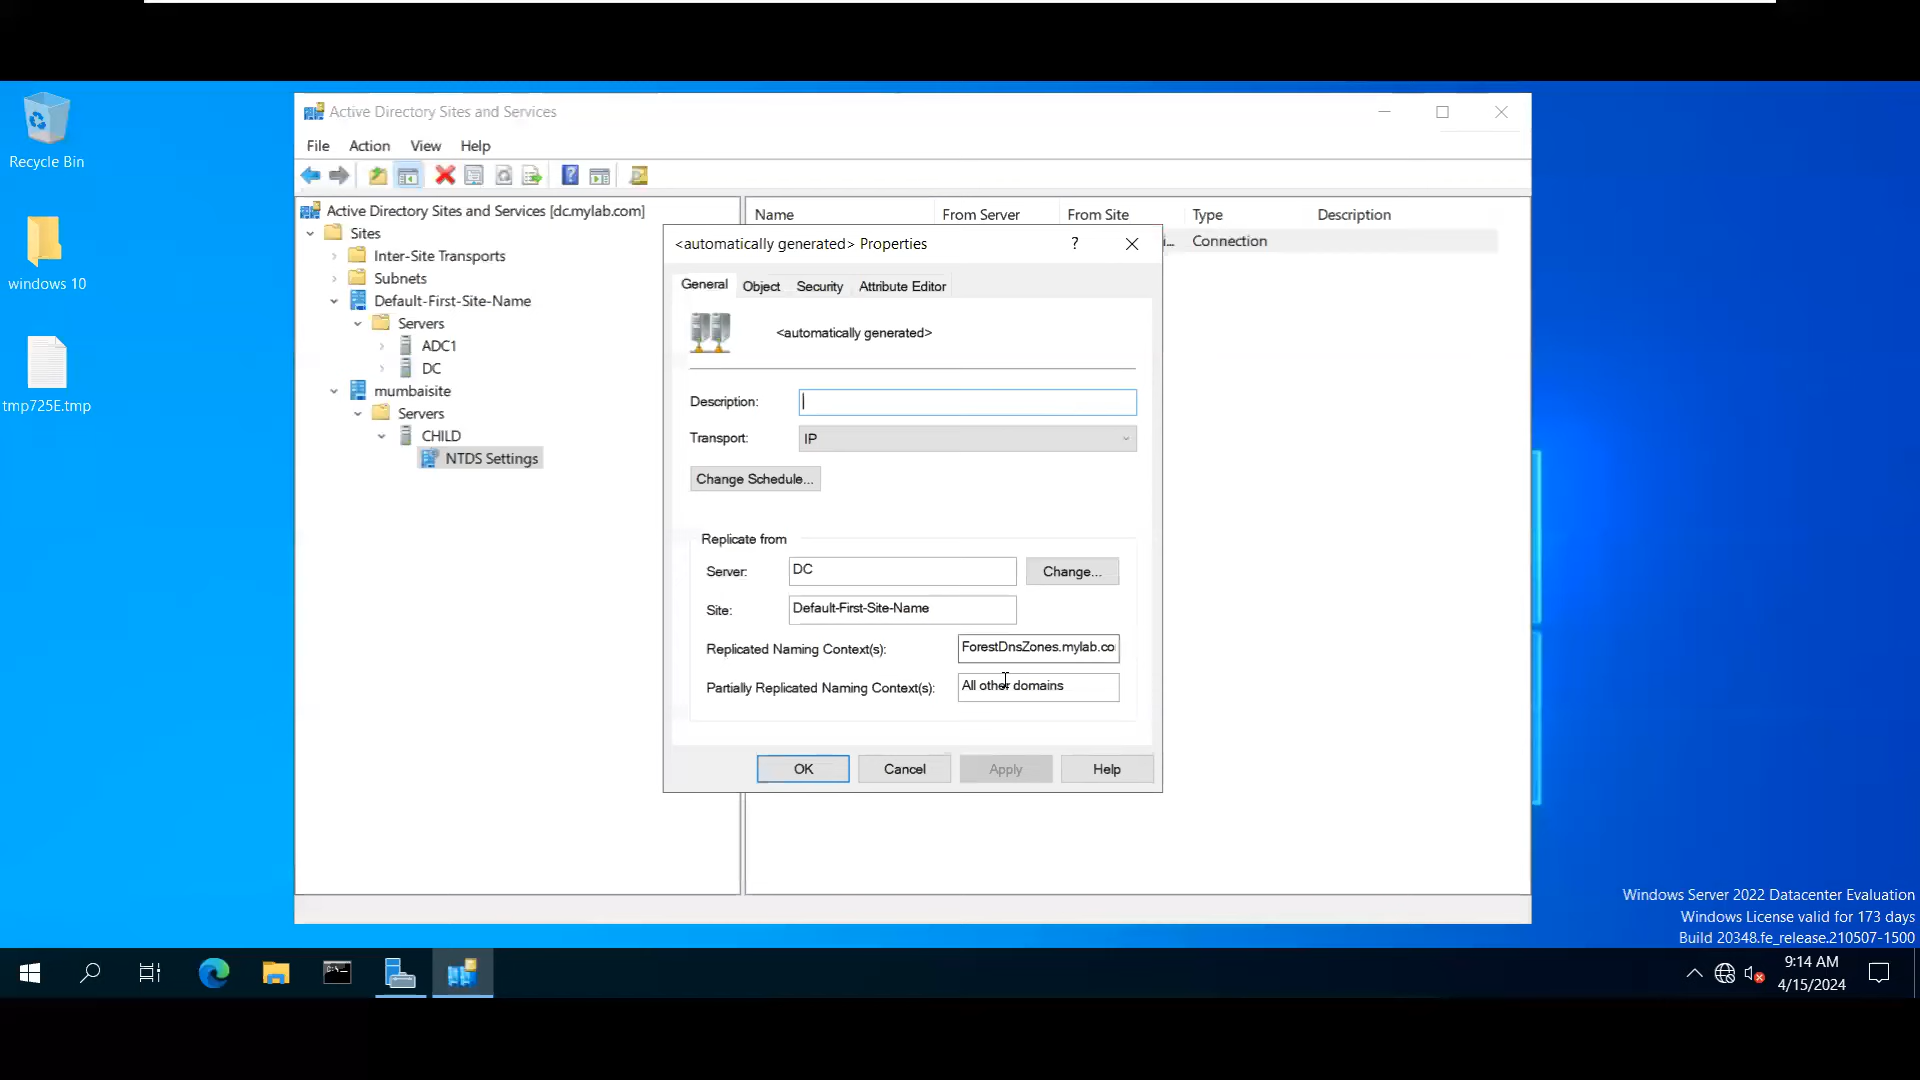 Recycle Bin
windows 10
tmp725E.tmp
Active Directory Sites and Services
File Action View Help
Active Directory Sites and Services [dc.mylab.com]
Sites
Inter-Site Transports
Subnets
Default-First-Site-Name
Servers
ADC1
DC
mumbaisite
Servers
CHILD
NTDS Settings
Name From Server From Site Type Description
i... Connection
<automatically generated> Properties ?
General Object Security Attribute Editor
<automatically generated>
Description:
Transport: IP
Change Schedule...
Replicate from
Server: DC Change...
Site: Default-First-Site-Name
Replicated Naming Context(s): ForestDnsZones.mylab.co
Partially Replicated Naming Context(s): All other domains
OK Cancel Apply Help
Windows Server 2022 Datacenter Evaluation
Windows License valid for 173 days
Build 20348.fe_release.210507-1500
9:14 AM
4/15/2024